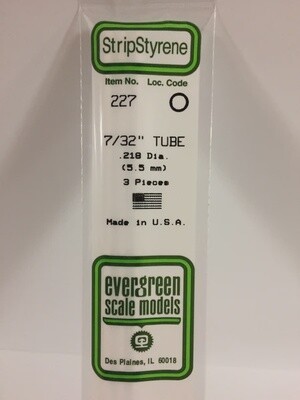 StripStyrene
Item No. Loc. Code
227
7/32" TUBE
.218 Dia.
(5.5 mm)
3 Pieces
Made in U.S.A.
evergreen
scale models
Des Plaines, IL 60018